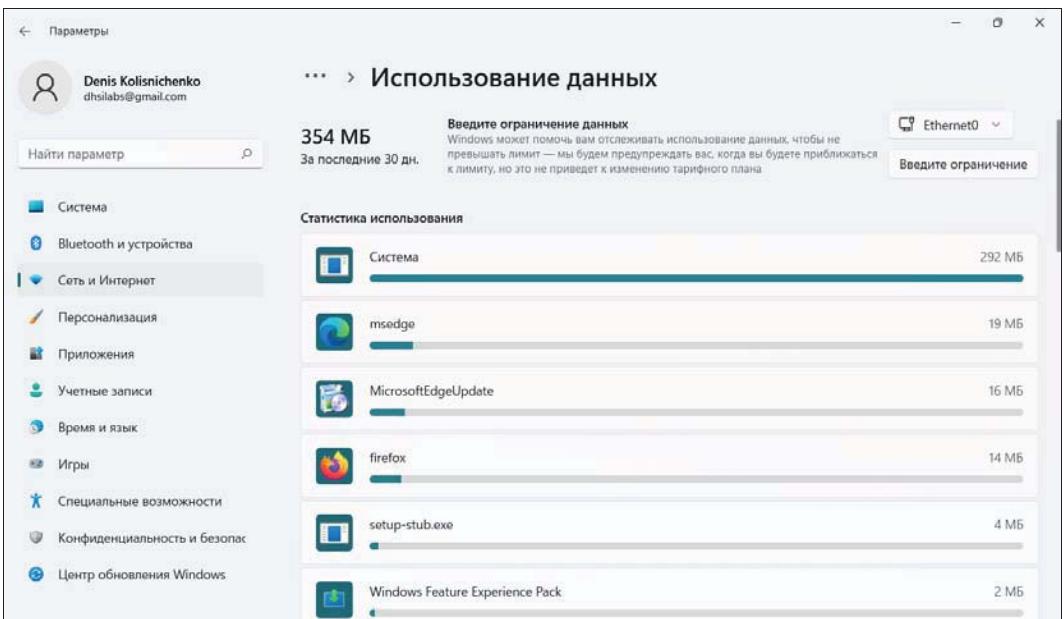 Параметры
Denis Kolisnichenko
dhsilabs@gmail.com
Найти параметр
Система
Bluetooth и устройства
Сеть и Интернет
Персонализация
Приложения
Учетные записи
Время и язык
Игры
Специальные возможности
Конфиденциальность и безопас
Центр обновления Windows
... > Использование данных
354 МБ
За последние 30 дн.
Введите ограничение данных
Windows может помочь вам отслеживать использование данных, чтобы не
превышать лимит — мы будем предупреждать вас, когда вы будете приближаться
к лимиту, но это не приведет к изменению тарифного плана
Ethernet0
Введите ограничение
Статистика использования
Система 292 МБ
msedge 19 МБ
MicrosoftEdgeUpdate 16 МБ
firefox 14 МБ
setup-stub.exe 4 МБ
Windows Feature Experience Pack 2 МБ